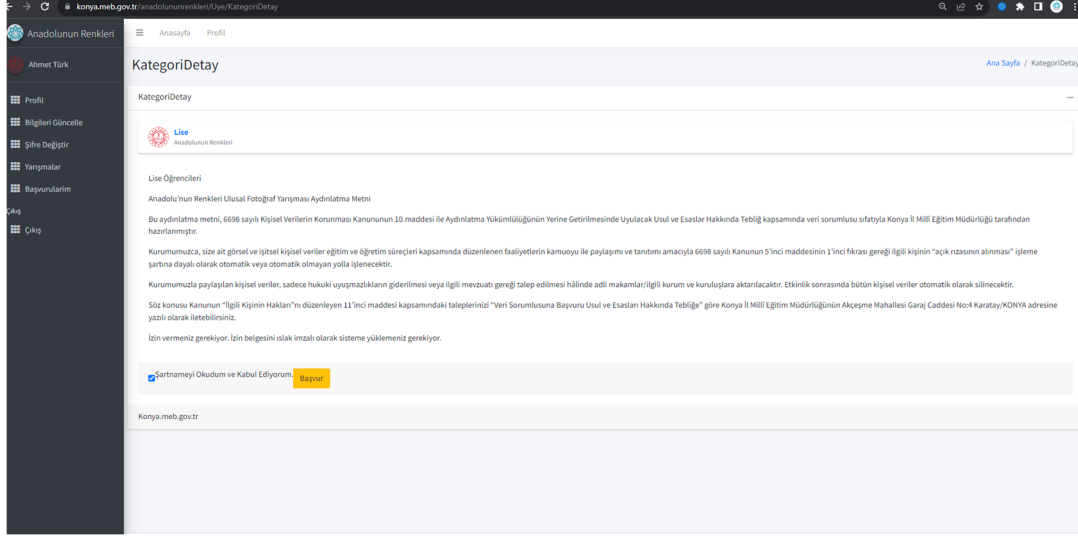 konya.meb.gov.tr/anadolununrenkleri/Uye/KategoriDetay
Anadolunun Renkleri
Anasayfa Profil
Ahmet Türk
KategoriDetay
Ana Sayfa / KategoriDetay
Profil
Bilgileri Güncelle
Şifre Değiştir
Yarışmalar
Başvurularim
Çıkış
Çıkış
KategoriDetay
Lise
Anadolunun Renkleri
Lise Öğrencileri
Anadolu'nun Renkleri Ulusal Fotoğraf Yarışması Aydınlatma Metni
Bu aydınlatma metni, 6698 sayılı Kişisel Verilerin Korunması Kanununun 10.maddesi ile Aydınlatma Yükümlülüğünün Yerine Getirilmesinde Uyulacak Usul ve Esaslar Hakkında Tebliğ kapsamında veri sorumlusu sıfatıyla Konya İl Millî Eğitim Müdürlüğü tarafından
hazırlanmıştır.
Kurumumuzca, size ait görsel ve işitsel kişisel veriler eğitim ve öğretim süreçleri kapsamında düzenlenen faaliyetlerin kamuoyu ile paylaşım ve tanıtımı amacıyla 6698 sayılı Kanunun 5'inci maddesinin 1'inci fıkrası gereği ilgili kişinin "açık rızasının alınması" işleme
şartına dayalı olarak otomatik veya otomatik olmayan yolla işlenecektir.
Kurumumuzla paylaşılan kişisel veriler, sadece hukuki uyuşmazlıkların giderilmesi veya ilgili mevzuatı gereği talep edilmesi hâlinde adli makamlar/ilgili kurum ve kuruluşlara aktarılacaktır. Etkinlik sonrasında bütün kişisel veriler otomatik olarak silinecektir.
Söz konusu Kanunun "İlgili Kişinin Hakları"nı düzenleyen 11'inci maddesi kapsamındaki taleplerinizi "Veri Sorumlusuna Başvuru Usul ve Esasları Hakkında Tebliğe" göre Konya İl Millî Eğitim Müdürlüğünün Akçeşme Mahallesi Garaj Caddesi No:4 Karatay/KONYA adresine
yazılı olarak iletebilirsiniz.
İzin vermeniz gerekiyor. İzin belgesini ıslak imzalı olarak sisteme yüklemeniz gerekiyor.
Şartnameyi Okudum ve Kabul Ediyorum. Başvur
Konya.meb.gov.tr